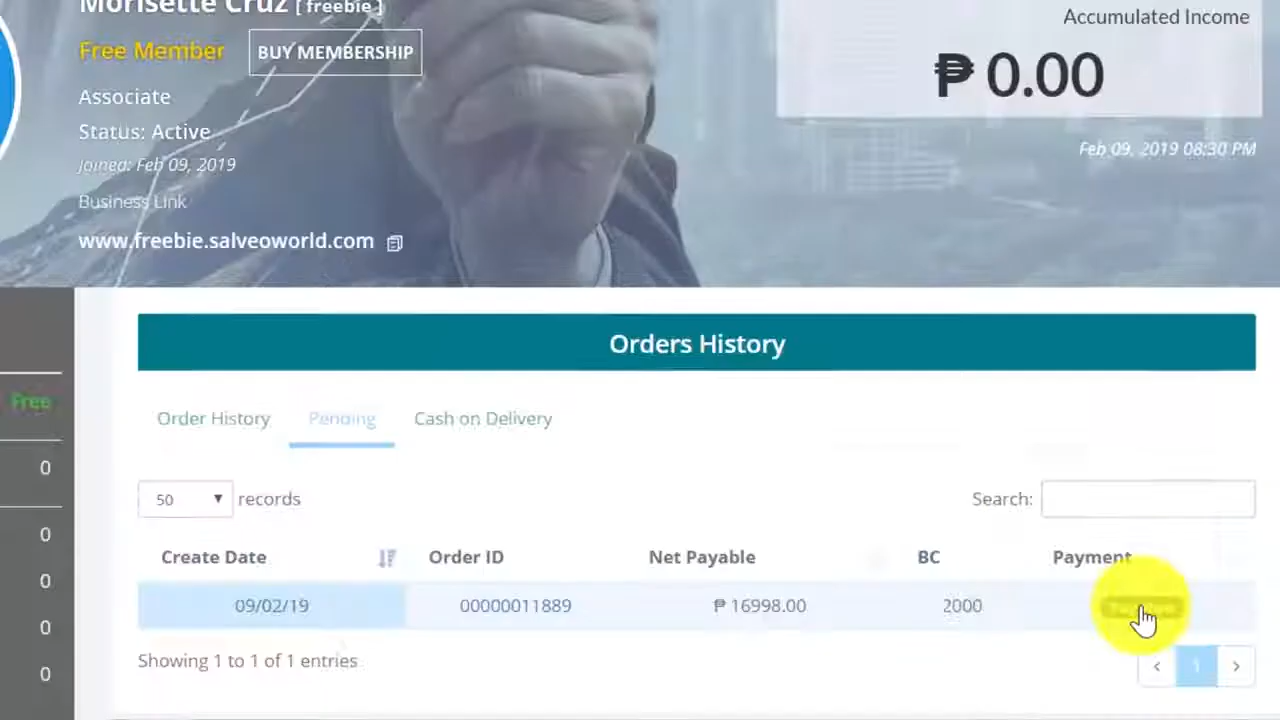 Morisette Cruz [ freebie ]
Free Member
BUY MEMBERSHIP
Associate
Status: Active
Joined: Feb 09, 2019
Business Link
www.freebie.salveoworld.com
Accumulated Income
₱ 0.00
Feb 09, 2019 08:30 PM
Free
0
0
0
0
0
Orders History
Order History Pending Cash on Delivery
50 records
Search:
Create Date Order ID Net Payable BC Payment
09/02/19 00000011889 ₱ 16998.00 2000
Showing 1 to 1 of 1 entries
< 1 >